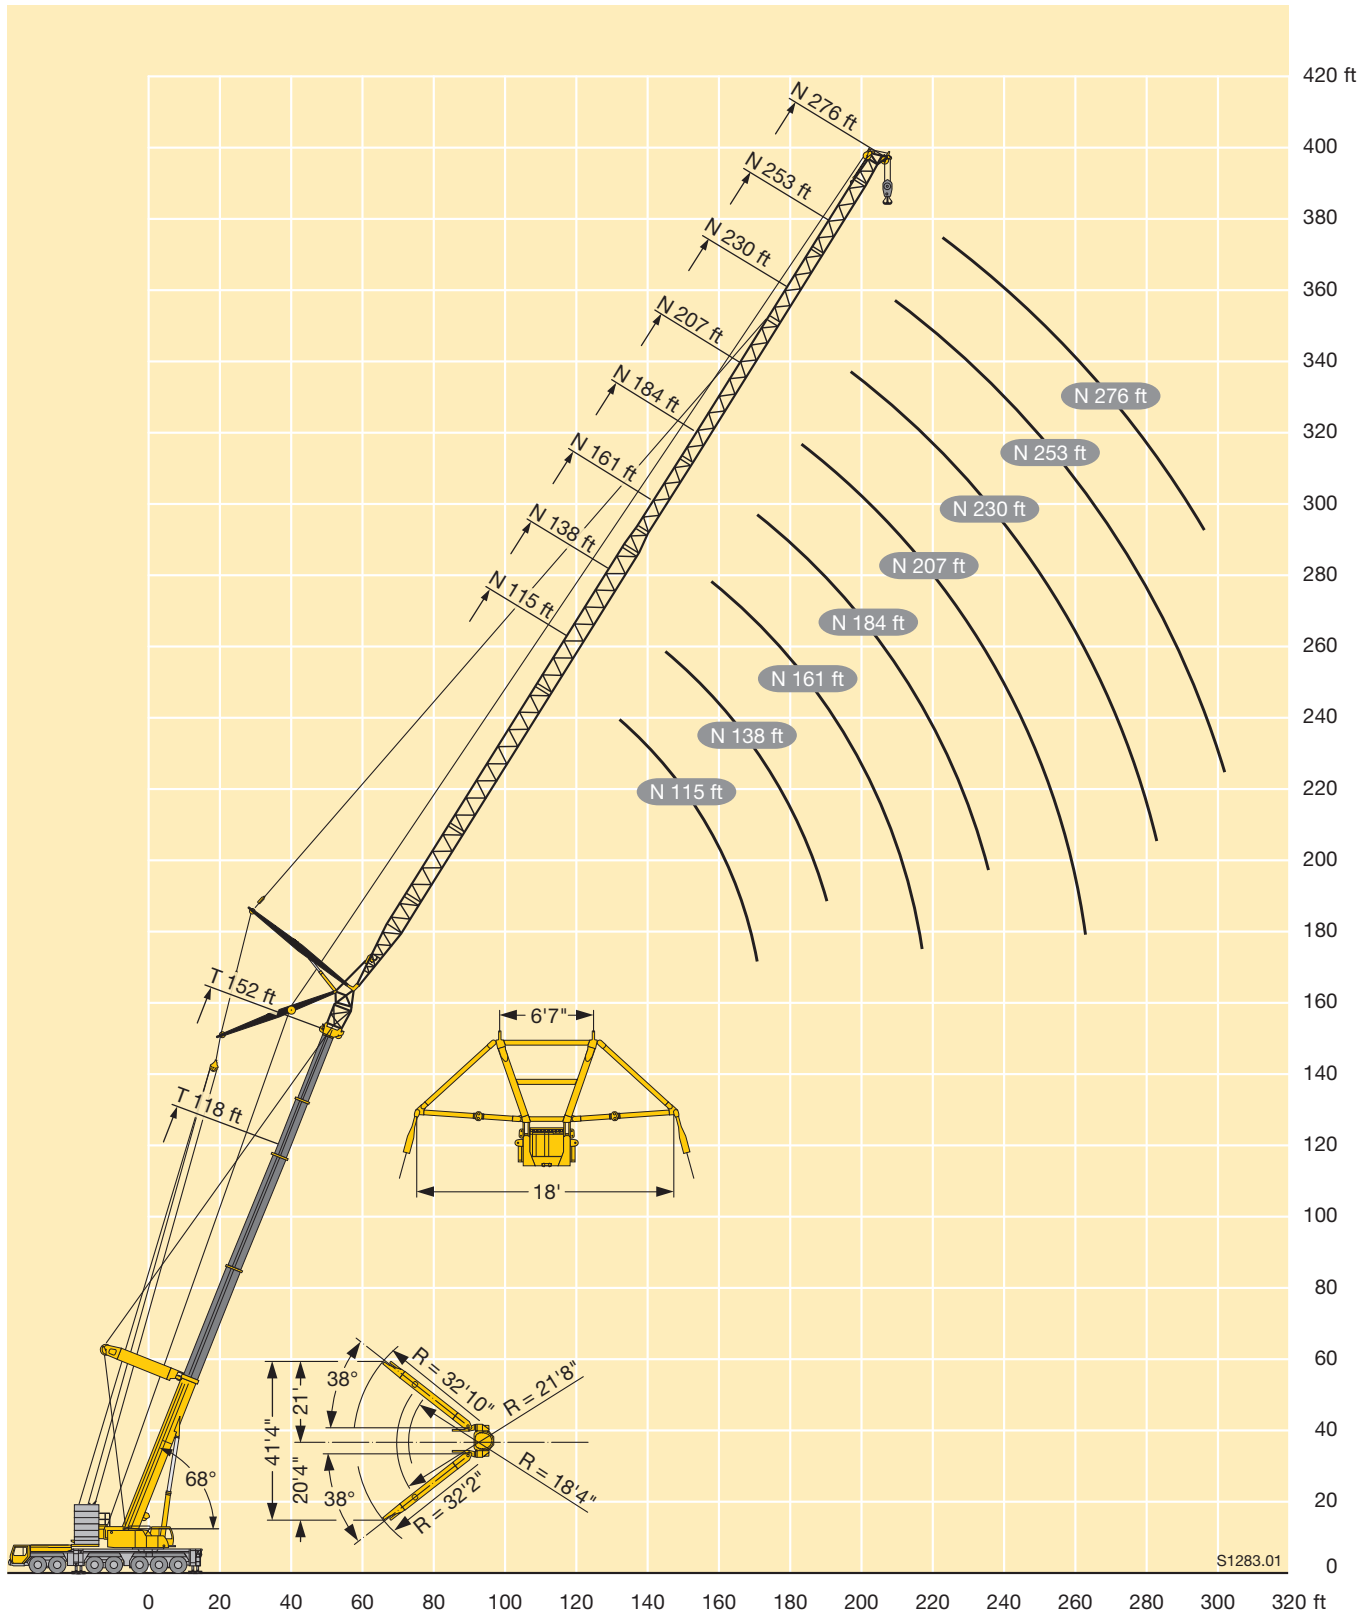 420 ft
400
380
360
340
320
300
280
260
240
220
200
180
160
140
120
100
80
60
40
20
0
N 276 ft
N 253 ft
N 230 ft
N 207 ft
N 184 ft
N 161 ft
N 138 ft
N 115 ft
N 276 ft
N 253 ft
N 230 ft
N 207 ft
N 184 ft
N 161 ft
N 138 ft
N 115 ft
T 152 ft
T 118 ft
6'7"
18'
68°
41'4"
21'
20'4"
38°
38°
R = 32'10"
R = 21'8"
R = 18'4"
R = 32'2"
S1283.01
0 20 40 60 80 100 120 140 160 180 200 220 240 260 280 300 320 ft